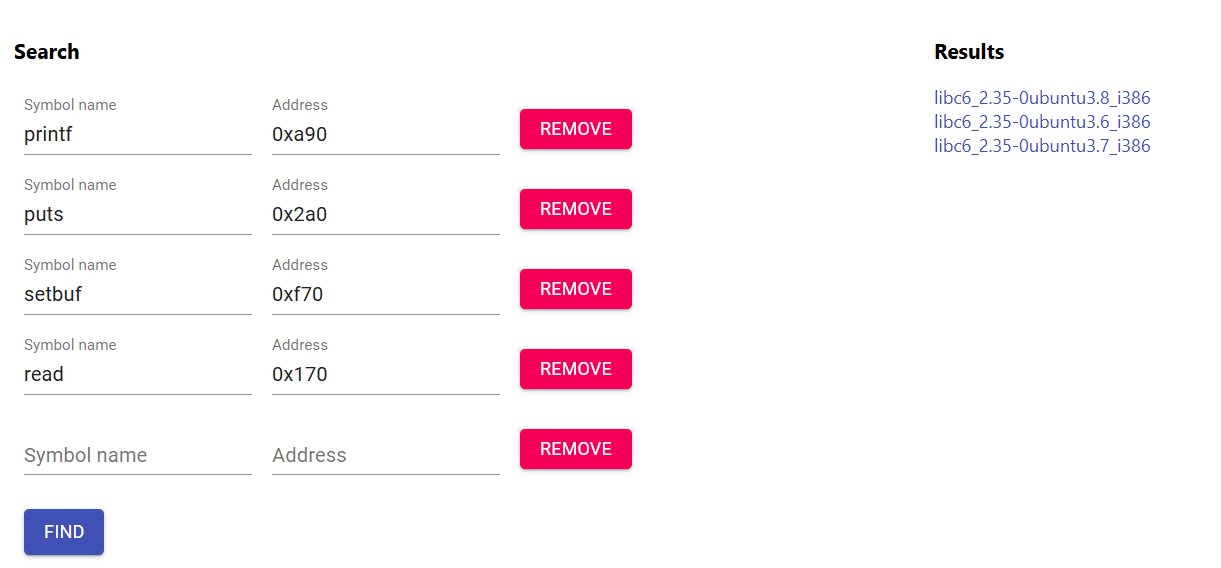 Search
Symbol name Address
printf 0xa90 REMOVE
Symbol name Address
puts 0x2a0 REMOVE
Symbol name Address
setbuf 0xf70 REMOVE
Symbol name Address
read 0x170 REMOVE
Symbol name Address REMOVE
FIND
Results
libc6_2.35-0ubuntu3.8_i386
libc6_2.35-0ubuntu3.6_i386
libc6_2.35-0ubuntu3.7_i386